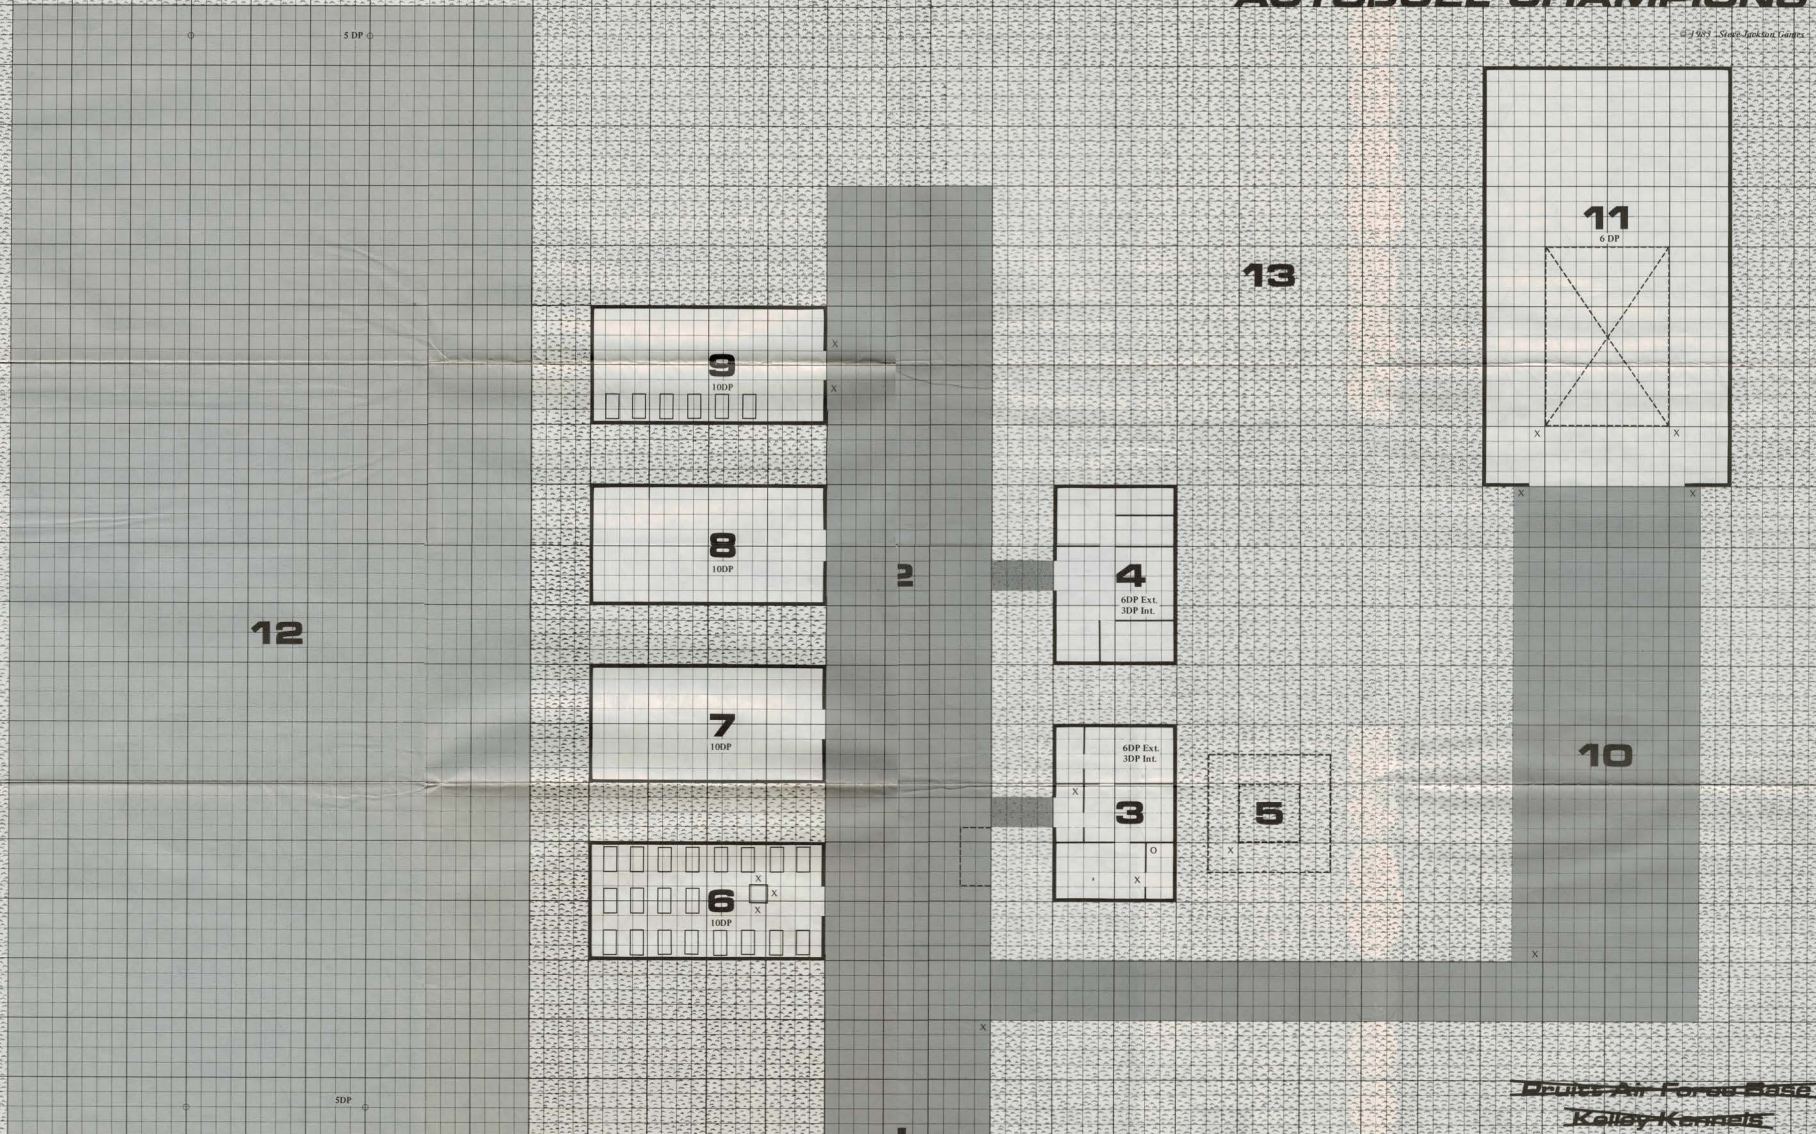 AUTODUEL CHAMPIONS
© 1983 Steve Jackson Games
5 DP
11
6 DP
13
9
10DP
X
X
X
X
X
X
8
10DP
2
4
6DP Ext.
3DP Int.
12
7
10DP
6DP Ext.
3DP Int.
X
3
5
X
10
O
X
6
10DP
X
X
X
X
X
5DP
Druitt Air Force Base
Kelley Kennels